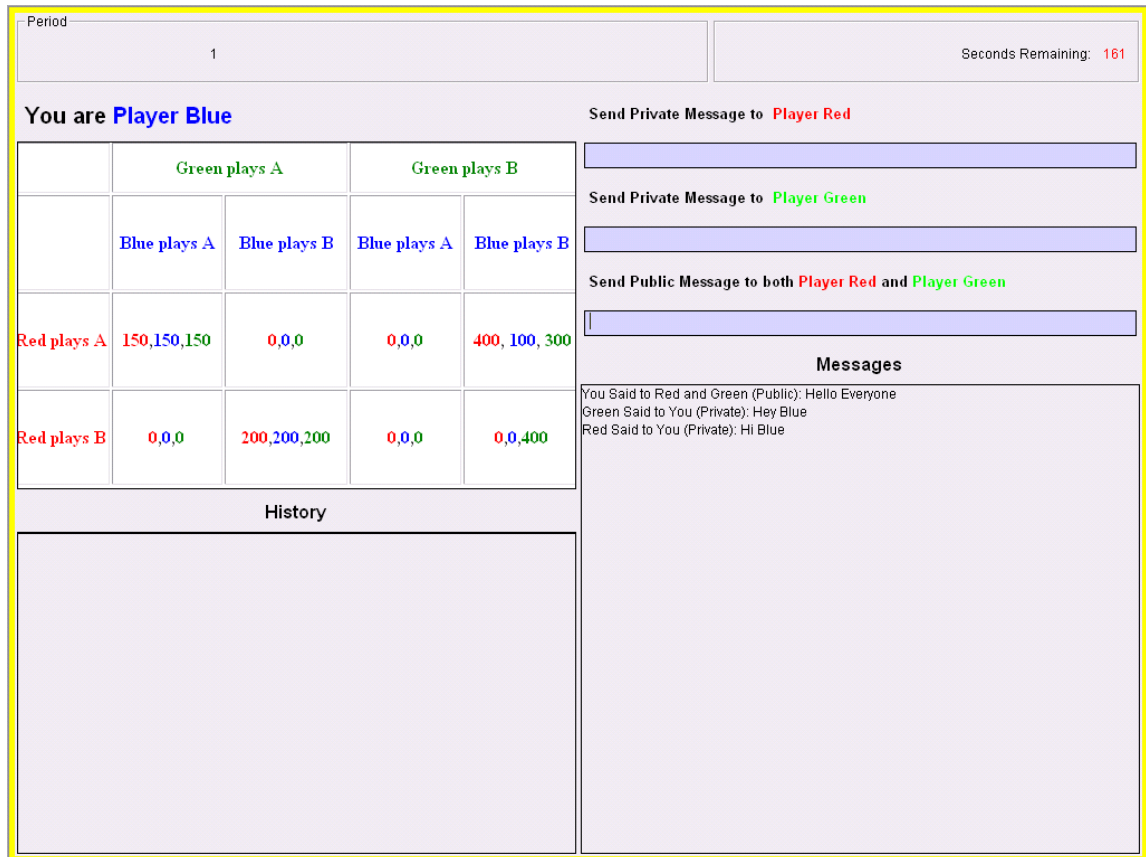 Period
1
Seconds Remaining: 161
You are Player Blue
Green plays A Green plays B
Blue plays A Blue plays B Blue plays A Blue plays B
Red plays A 150,150,150 0,0,0 0,0,0 400, 100, 300
Red plays B 0,0,0 200,200,200 0,0,0 0,0,400
History
Send Private Message to Player Red
Send Private Message to Player Green
Send Public Message to both Player Red and Player Green
Messages
You Said to Red and Green (Public): Hello Everyone
Green Said to You (Private): Hey Blue
Red Said to You (Private): Hi Blue